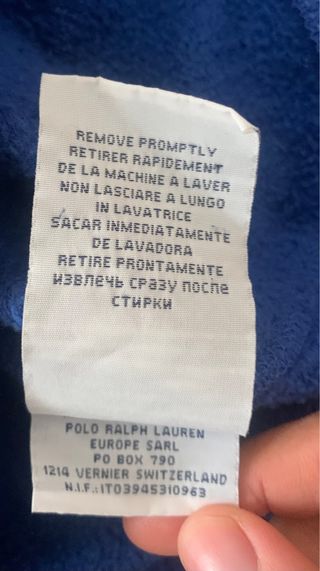 REMOVE PROMPTLY
RETIRER RAPIDEMENT
DE LA MACHINE A LAVER
NON LASCIARE A LUNGO
IN LAVATRICE
SACAR INMEDIATAMENTE
DE LAVADORA
RETIRE PRONTAMENTE
извлечь сразу после
стирки
POLO RALPH LAUREN
EUROPE SARL
PO BOX 790
1214 VERNIER SWITZERLAND
N.I.F.:IT03945310963